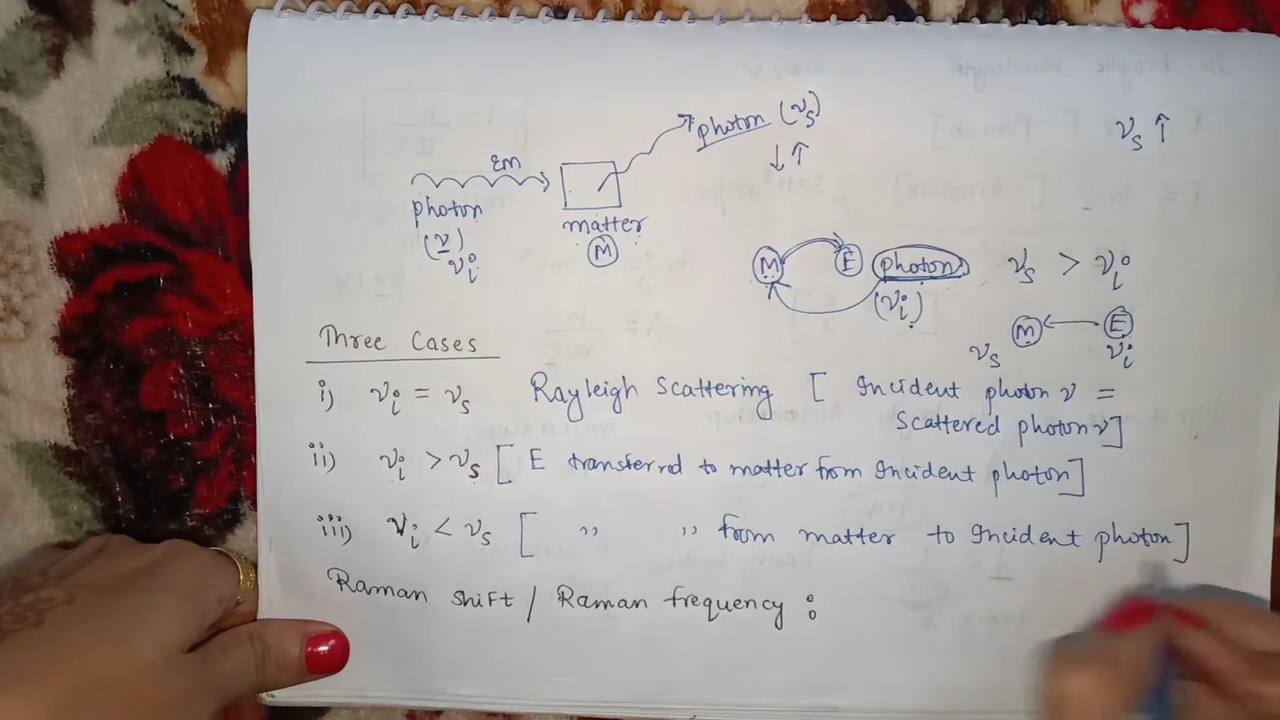 photon (νs)
↓↑
νs ↑
EM
photon
(ν)
νi
matter
M
M E photon
(νi)
νs > νi
M ← E
νs νi
Three Cases
i) νi = νs Rayleigh Scattering [ Incident photon ν =
Scattered photon ν]
ii) νi > νs [ E transferred to matter from Incident photon]
iii) νi < νs [ ,, ,, from matter to Incident photon]
Raman Shift / Raman frequency :